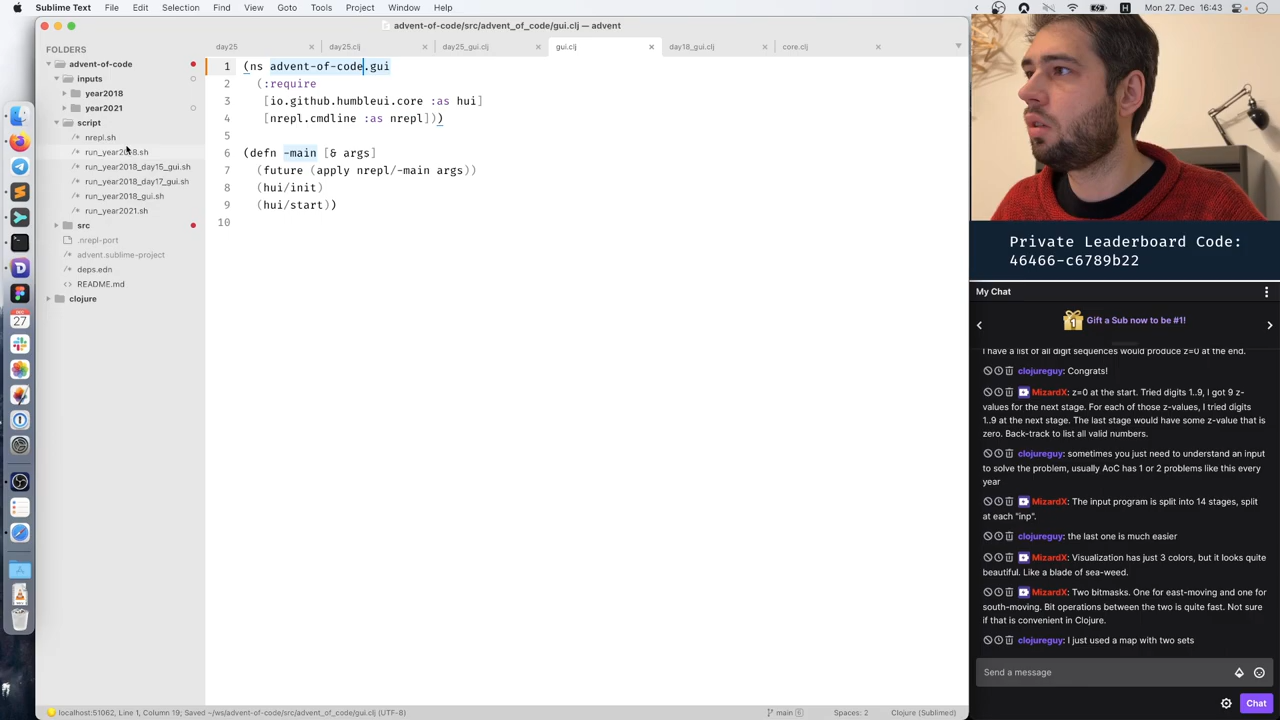 Sublime Text File Edit Selection Find View Goto Tools Project Window Help
Mon 27. Dec 16:43
advent-of-code/src/advent_of_code/gui.clj — advent
FOLDERS
advent-of-code
inputs
year2018
year2021
script
nrepl.sh
run_year2018.sh
run_year2018_day15_gui.sh
run_year2018_day17_gui.sh
run_year2018_gui.sh
run_year2021.sh
src
.nrepl-port
advent.sublime-project
deps.edn
README.md
clojure
day25 day25.clj day25_gui.clj gui.clj day18_gui.clj core.clj
1 (ns advent-of-code.gui
2 (:require
3 [io.github.humbleui.core :as hui]
4 [nrepl.cmdline :as nrepl]))
5
6 (defn -main [& args]
7 (future (apply nrepl/-main args))
8 (hui/init)
9 (hui/start))
10
localhost:51062, Line 1, Column 19; Saved ~/ws/advent-of-code/src/advent_of_code/gui.clj (UTF-8)
main 6 Spaces: 2 Clojure (Sublimed)
Private Leaderboard Code:
46466-c6789b22
My Chat
Gift a Sub now to be #1!
I have a list of all digit sequences would produce z=0 at the end.
clojureguy: Congrats!
MizardX: z=0 at the start. Tried digits 1..9, I got 9 z-
values for the next stage. For each of those z-values, I tried digits
1..9 at the next stage. The last stage would have some z-value that is
zero. Back-track to list all valid numbers.
clojureguy: sometimes you just need to understand an input
to solve the problem, usually AoC has 1 or 2 problems like this every
year
MizardX: The input program is split into 14 stages, split
at each "inp".
clojureguy: the last one is much easier
MizardX: Visualization has just 3 colors, but it looks quite
beautiful. Like a blade of sea-weed.
MizardX: Two bitmasks. One for east-moving and one for
south-moving. Bit operations between the two is quite fast. Not sure
if that is convenient in Clojure.
clojureguy: I just used a map with two sets
Send a message
Chat